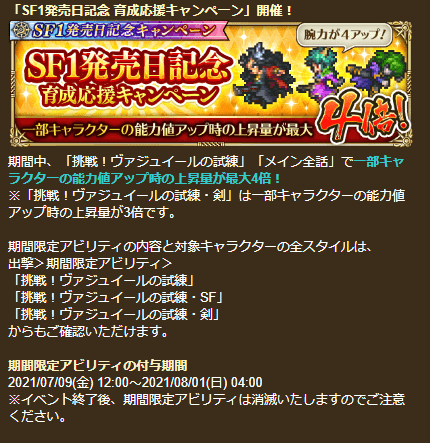 「SF1発売日記念 育成応援キャンペーン」開催！
SF1発売日記念キャンペーン
腕力が4アップ！
SF1発売日記念
育成応援キャンペーン
一部キャラクターの能力値アップ時の上昇量が最大
4倍！
期間中、「挑戦！ヴァジュイールの試練」「メイン全話」で一部キャ
ラクターの能力値アップ時の上昇量が最大4倍！
※「挑戦！ヴァジュイールの試練・剣」は一部キャラクターの能力値
アップ時の上昇量が3倍です。
期間限定アビリティの内容と対象キャラクターの全スタイルは、
出撃＞期間限定アビリティ＞
「挑戦！ヴァジュイールの試練」
「挑戦！ヴァジュイールの試練・SF」
「挑戦！ヴァジュイールの試練・剣」
からもご確認いただけます。
期間限定アビリティの付与期間
2021/07/09(金) 12:00～2021/08/01(日) 04:00
※イベント終了後、期間限定アビリティは消滅いたしますのでご注意
ください。